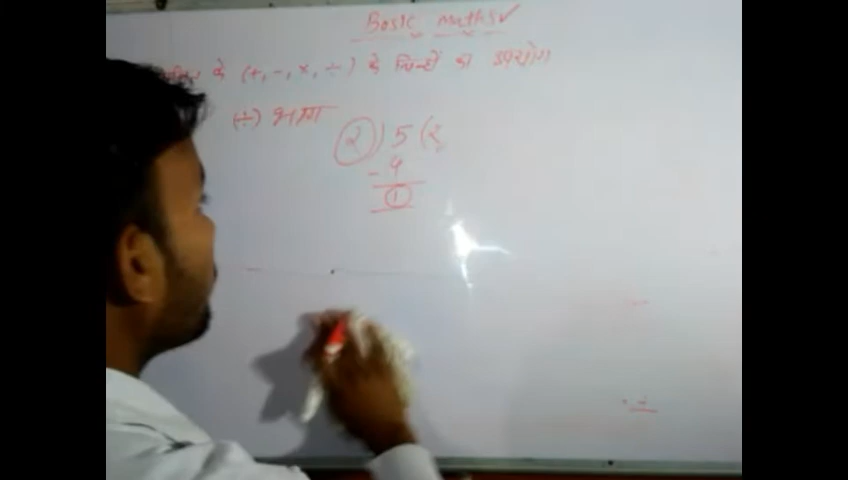 Basic Maths✓
के (+, -, ×, ÷) के चिन्हों का उपयोग
(÷) भाग
2)5(2
-4
1